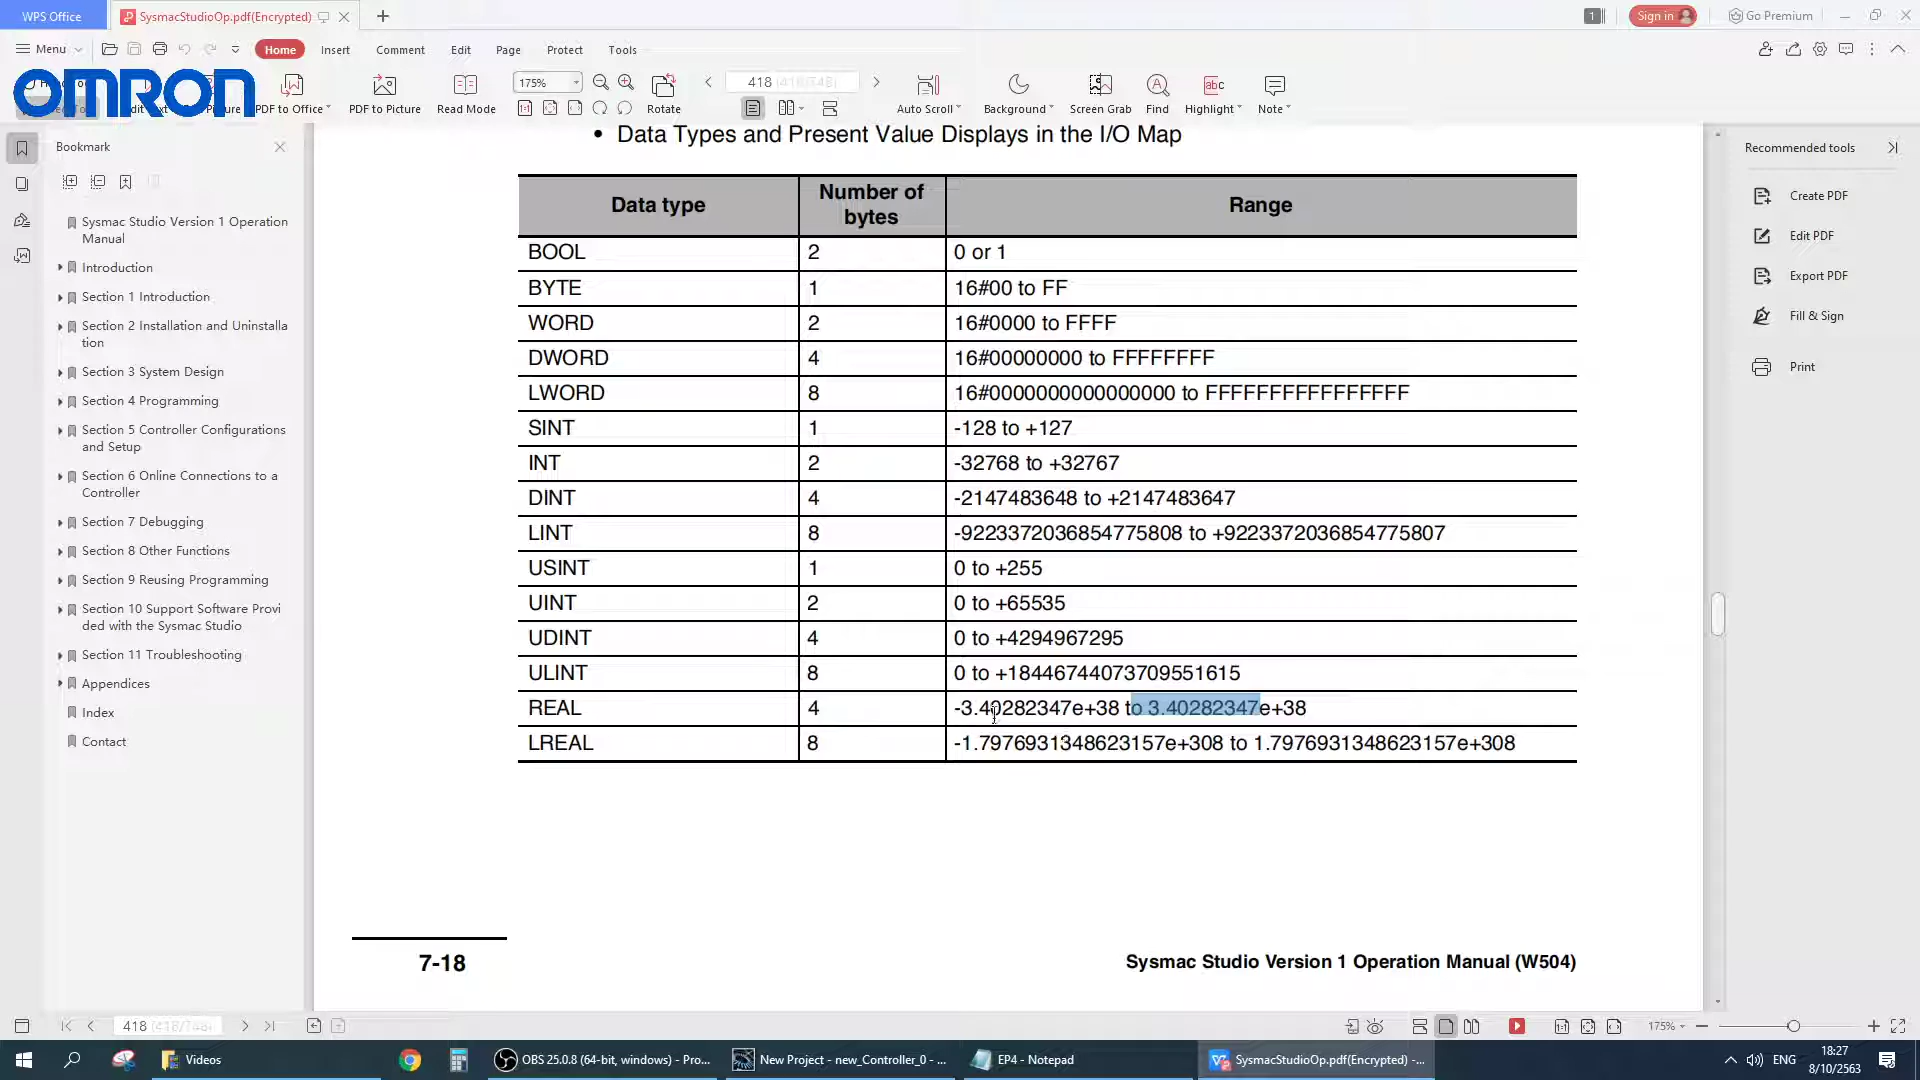 WPS Office
SysmacStudioOp.pdf(Encrypted)
1
Sign in
Go Premium
Menu
Home
Insert
Comment
Edit
Page
Protect
Tools
OMRON
PDF to Office
PDF to Picture
Read Mode
175%
Rotate
418 (418/748)
Auto Scroll
Background
Screen Grab
Find
Highlight
Note
Bookmark
Sysmac Studio Version 1 Operation
Manual
Introduction
Section 1 Introduction
Section 2 Installation and Uninstalla
tion
Section 3 System Design
Section 4 Programming
Section 5 Controller Configurations
and Setup
Section 6 Online Connections to a
Controller
Section 7 Debugging
Section 8 Other Functions
Section 9 Reusing Programming
Section 10 Support Software Provi
ded with the Sysmac Studio
Section 11 Troubleshooting
Appendices
Index
Contact
• Data Types and Present Value Displays in the I/O Map
Data type Number of bytes Range
BOOL 2 0 or 1
BYTE 1 16#00 to FF
WORD 2 16#0000 to FFFF
DWORD 4 16#00000000 to FFFFFFFF
LWORD 8 16#0000000000000000 to FFFFFFFFFFFFFFFF
SINT 1 -128 to +127
INT 2 -32768 to +32767
DINT 4 -2147483648 to +2147483647
LINT 8 -9223372036854775808 to +9223372036854775807
USINT 1 0 to +255
UINT 2 0 to +65535
UDINT 4 0 to +4294967295
ULINT 8 0 to +18446744073709551615
REAL 4 -3.40282347e+38 to 3.40282347e+38
LREAL 8 -1.7976931348623157e+308 to 1.7976931348623157e+308
7-18
Sysmac Studio Version 1 Operation Manual (W504)
Recommended tools
Create PDF
Edit PDF
Export PDF
Fill & Sign
Print
418 (418/748)
175%
Videos
OBS 25.0.8 (64-bit, windows) - Pro...
New Project - new_Controller_0 - ...
EP4 - Notepad
SysmacStudioOp.pdf(Encrypted) -...
ENG
18:27
8/10/2563